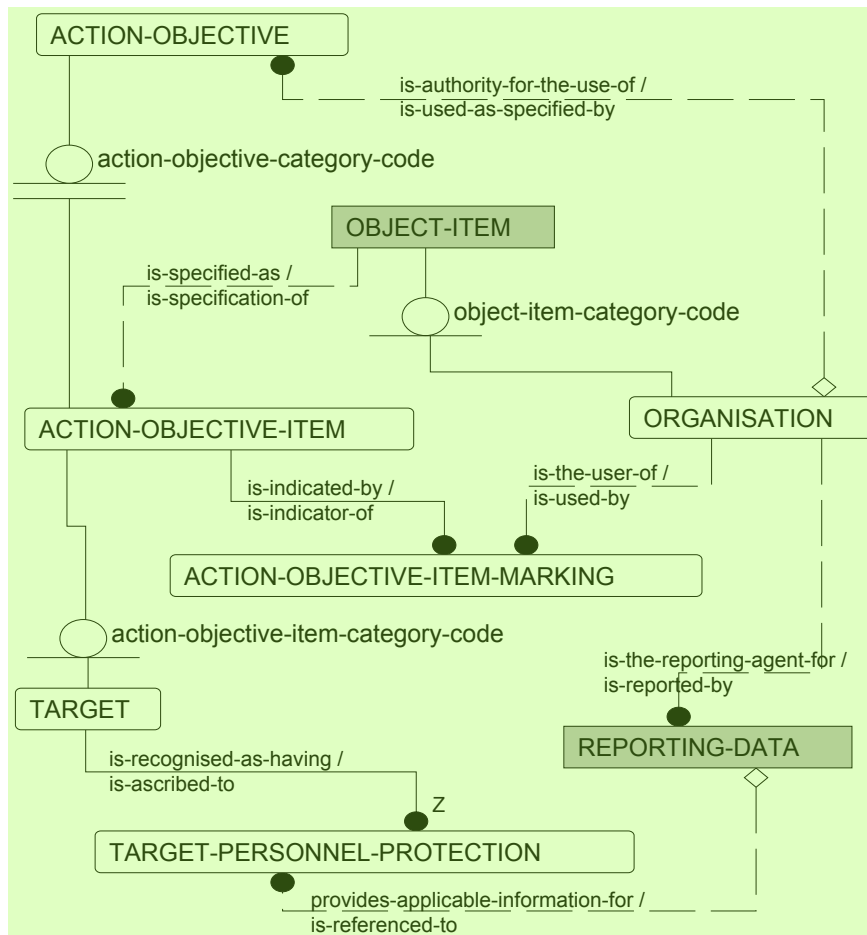 ACTION-OBJECTIVE
is-authority-for-the-use-of /
is-used-as-specified-by
action-objective-category-code
OBJECT-ITEM
is-specified-as /
is-specification-of
object-item-category-code
ACTION-OBJECTIVE-ITEM
ORGANISATION
is-indicated-by /
is-indicator-of
is-the-user-of /
is-used-by
ACTION-OBJECTIVE-ITEM-MARKING
action-objective-item-category-code
is-the-reporting-agent-for /
is-reported-by
TARGET
REPORTING-DATA
is-recognised-as-having /
is-ascribed-to
Z
TARGET-PERSONNEL-PROTECTION
provides-applicable-information-for /
is-referenced-to